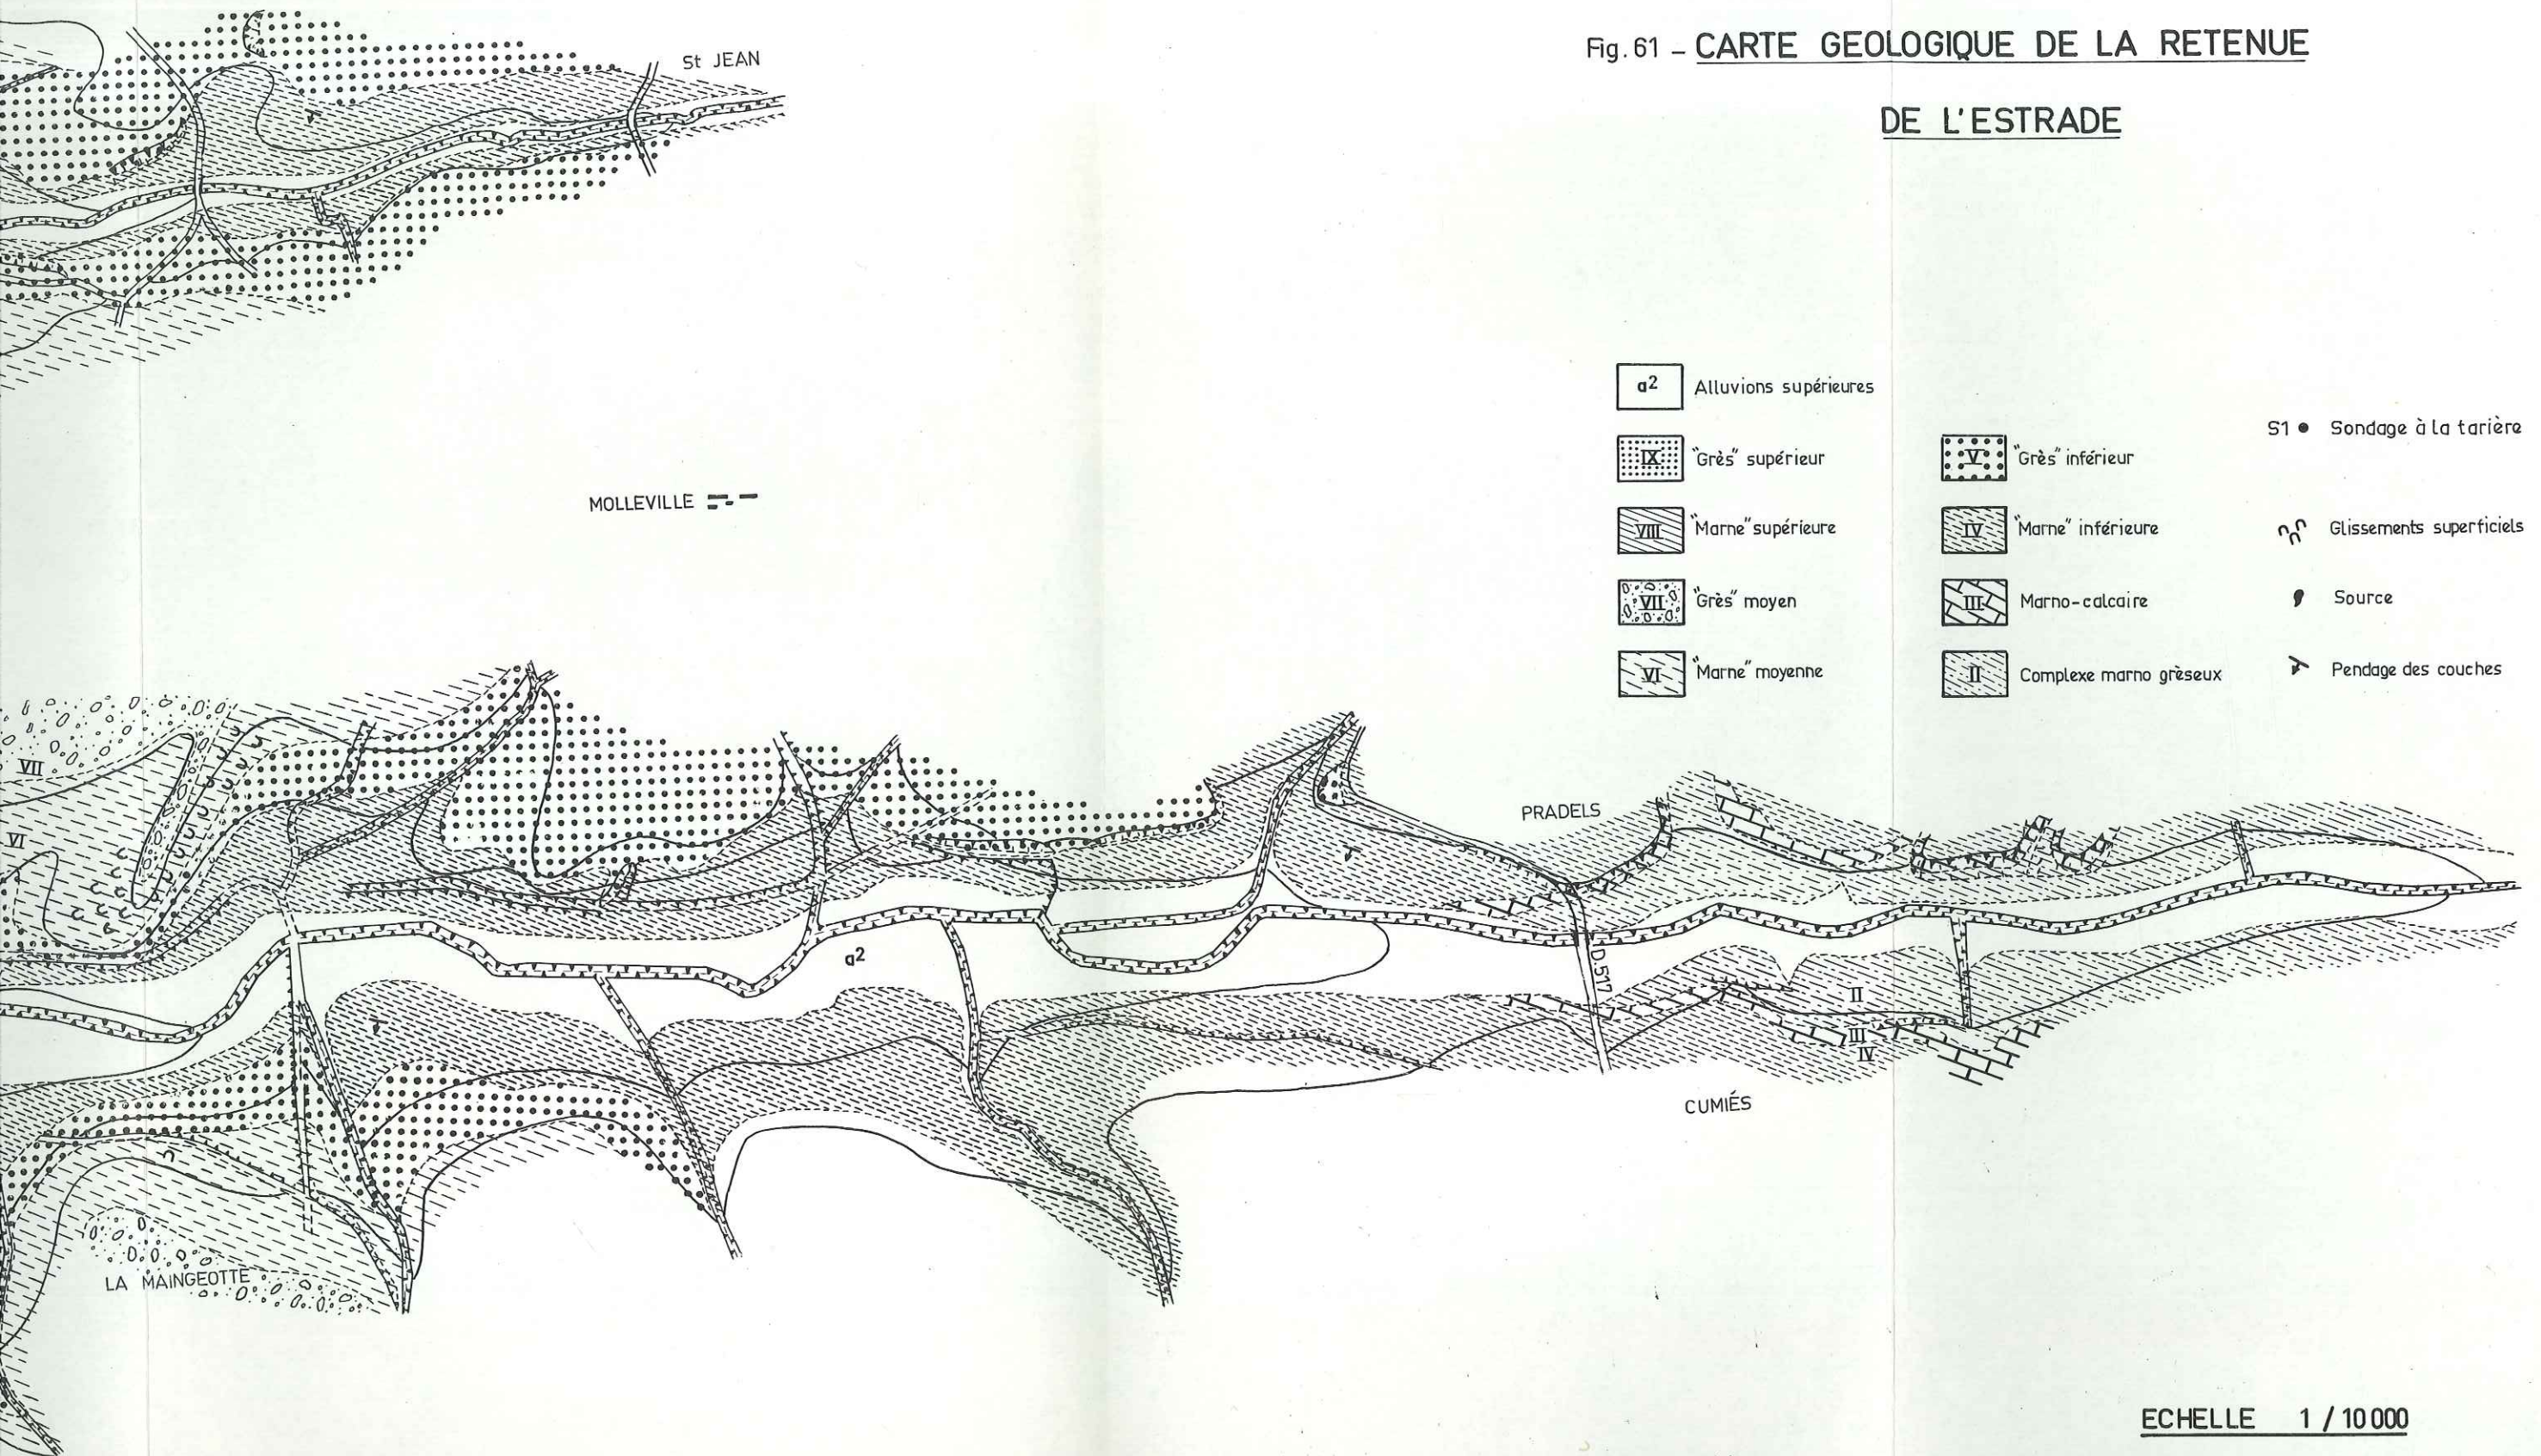 Fig. 61 – CARTE GEOLOGIQUE DE LA RETENUE
DE L'ESTRADE
St JEAN
a2 Alluvions supérieures
IX "Grès" supérieur
VIII "Marne" supérieure
VII "Grès" moyen
VI "Marne" moyenne
V "Grès" inférieur
IV "Marne" inférieure
III Marno-calcaire
II Complexe marno grèseux
S1 Sondage à la tarière
Glissements superficiels
Source
Pendage des couches
MOLLEVILLE
VII
VI
PRADELS
a2
D.517
II
III
IV
CUMIÉS
LA MAINGEOTTE
ECHELLE 1 / 10 000